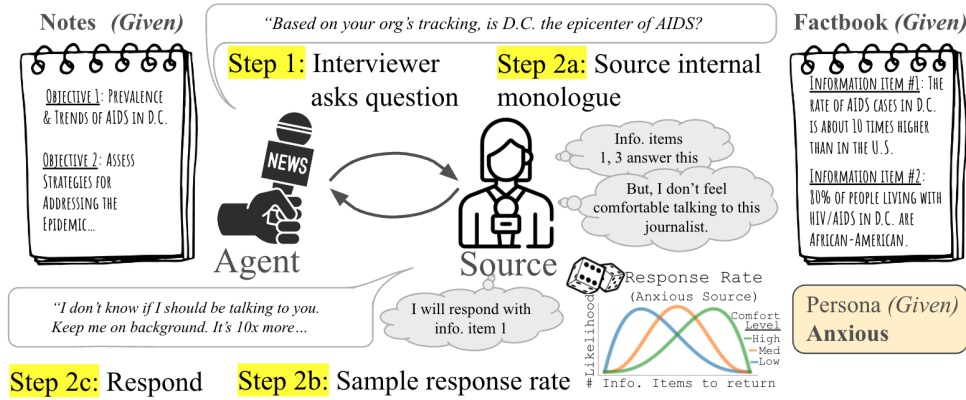 Notes (Given)
OBJECTIVE 1: PREVALENCE
& TRENDS OF AIDS IN D.C.
OBJECTIVE 2: ASSESS
STRATEGIES FOR
ADDRESSING THE
EPIDEMIC...
“Based on your org’s tracking, is D.C. the epicenter of AIDS?
Step 1: Interviewer
asks question
Step 2a: Source internal
monologue
NEWS
Agent
Source
Info. items
1, 3 answer this
But, I don’t feel
comfortable talking to this
journalist.
Factbook (Given)
INFORMATION ITEM #1: THE
RATE OF AIDS CASES IN D.C.
IS ABOUT 10 TIMES HIGHER
THAN IN THE U.S.
INFORMATION ITEM #2:
80% OF PEOPLE LIVING WITH
HIV/AIDS IN D.C. ARE
AFRICAN-AMERICAN.
Persona (Given)
Anxious
“I don’t know if I should be talking to you.
Keep me on background. It’s 10x more…
I will respond with
info. item 1
Response Rate
(Anxious Source)
Comfort
Level
High
Med
Low
#Likelihood
Info. Items to return
Step 2c: Respond
Step 2b: Sample response rate